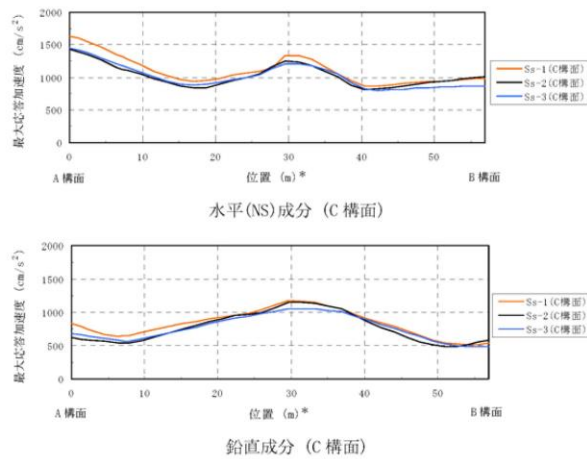 最大応答加速度 (cm/s²)
2000
1500
1000
500
0
0
10
20
30
40
50
A構面
位置 (m)*
B構面
Ss-1(C構面)
Ss-2(C構面)
Ss-3(C構面)
水平(NS)成分 (C構面)
最大応答加速度 (cm/s²)
2000
1500
1000
500
0
0
10
20
30
40
50
A構面
位置 (m)*
B構面
Ss-1(C構面)
Ss-2(C構面)
Ss-3(C構面)
鉛直成分 (C構面)